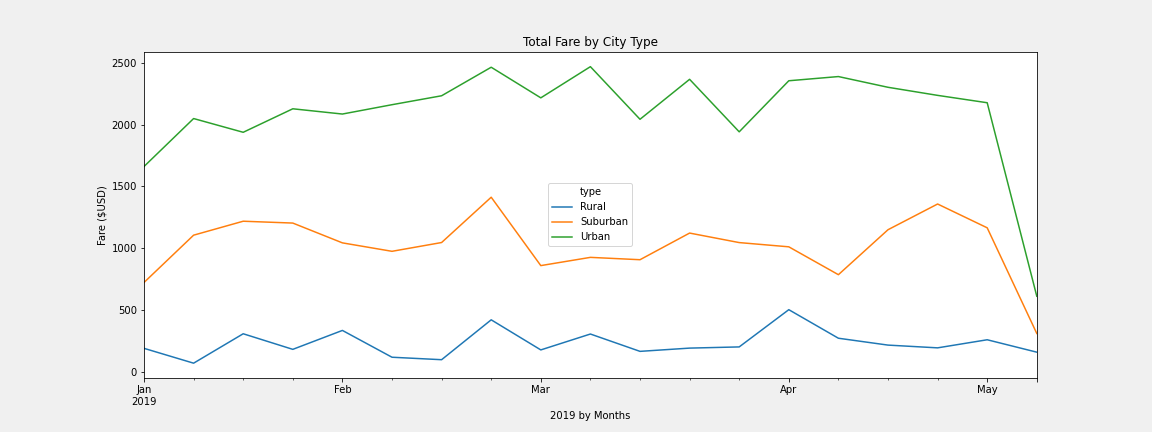 Total Fare by City Type
Fare ($USD)
2500
2000
1500
1000
500
0
type
Rural
Suburban
Urban
Jan Feb Mar Apr May
2019
2019 by Months